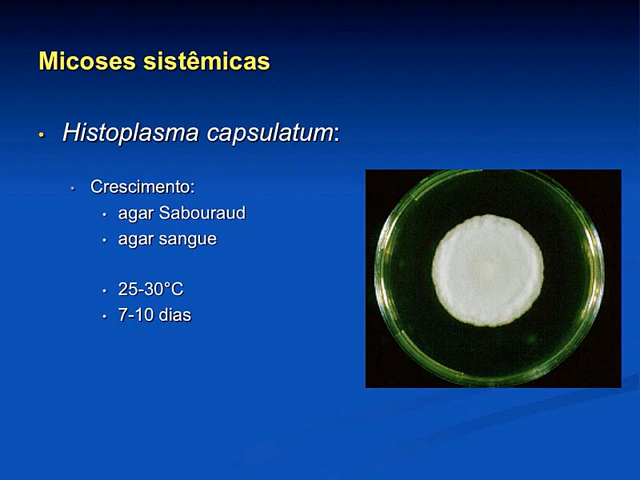 Micoses sistêmicas
• Histoplasma capsulatum:
• Crescimento:
• agar Sabouraud
• agar sangue
• 25-30°C
• 7-10 dias